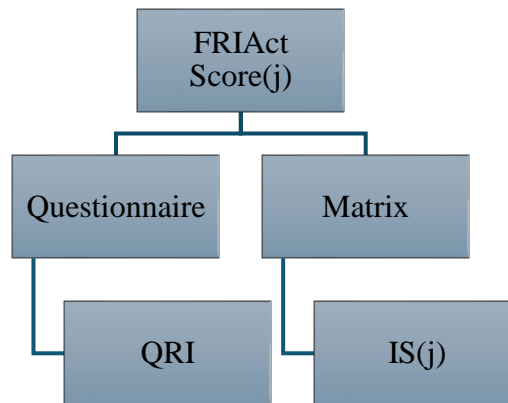 FRIAct
Score(j)
Questionnaire
Matrix
QRI
IS(j)